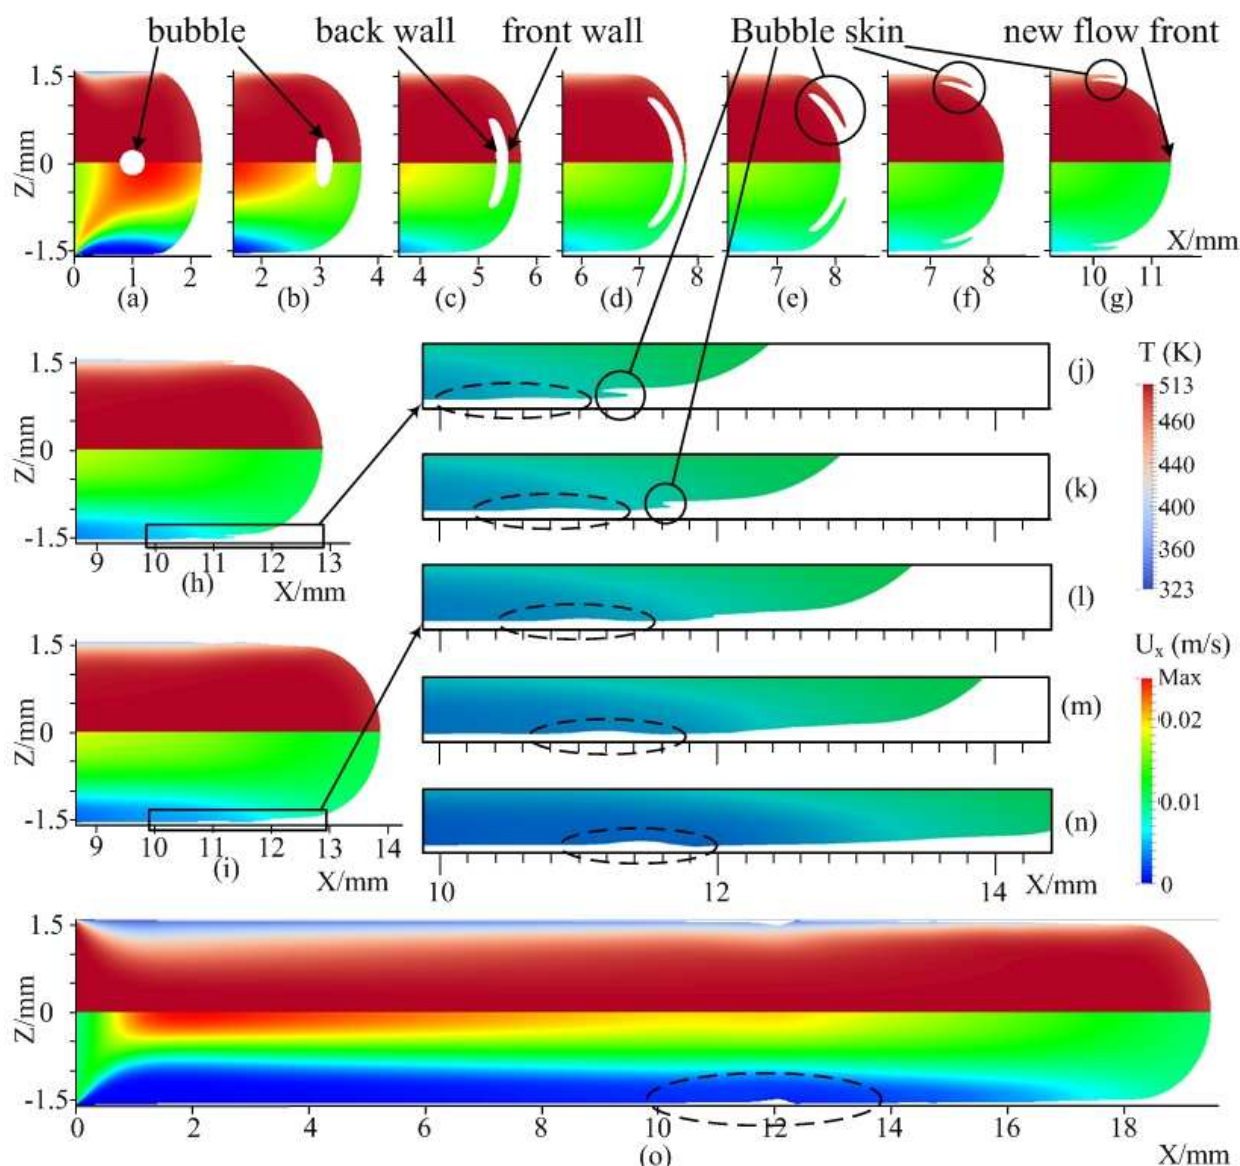 bubble back wall front wall Bubble skin new flow front
Z/mm
1.5
0
-1.5
0 1 2
2 3 4
4 5 6
6 7 8
7 8
7 8
10 11
X/mm
(a) (b) (c) (d) (e) (f) (g)
Z/mm
1.5
0
-1.5
9 10 11 12 13
(h)
X/mm
(j)
(k)
(l)
(m)
(n)
10 12 14
X/mm
T (K)
513
460
440
400
360
323
Z/mm
1.5
0
-1.5
9 10 11 12 13 14
(i)
X/mm
Uₓ (m/s)
Max
0.02
0.01
0
Z/mm
1.5
0
-1.5
0 2 4 6 8 10 12 14 16 18
(o)
X/mm